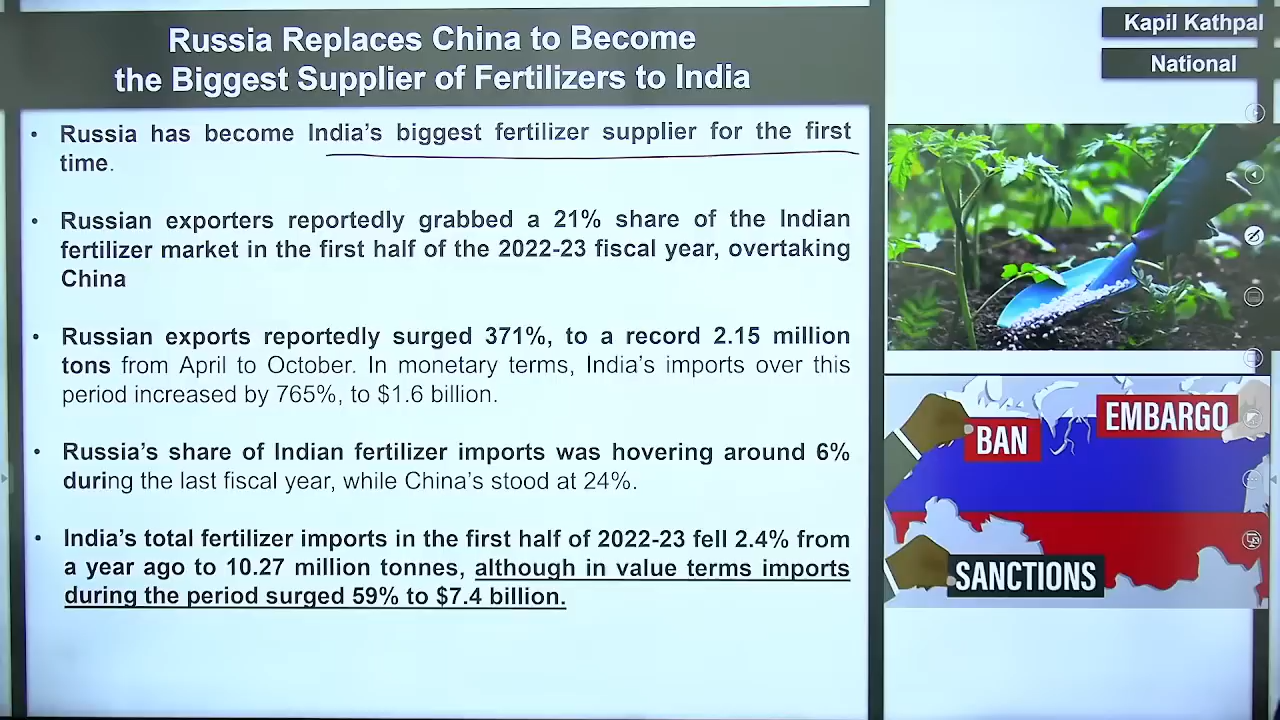 Russia Replaces China to Become
the Biggest Supplier of Fertilizers to India
Kapil Kathpal
National
• Russia has become India's biggest fertilizer supplier for the first
time.
• Russian exporters reportedly grabbed a 21% share of the Indian
fertilizer market in the first half of the 2022-23 fiscal year, overtaking
China
• Russian exports reportedly surged 371%, to a record 2.15 million
tons from April to October. In monetary terms, India's imports over this
period increased by 765%, to $1.6 billion.
• Russia's share of Indian fertilizer imports was hovering around 6%
during the last fiscal year, while China's stood at 24%.
• India's total fertilizer imports in the first half of 2022-23 fell 2.4% from
a year ago to 10.27 million tonnes, although in value terms imports
during the period surged 59% to $7.4 billion.
BAN
EMBARGO
SANCTIONS